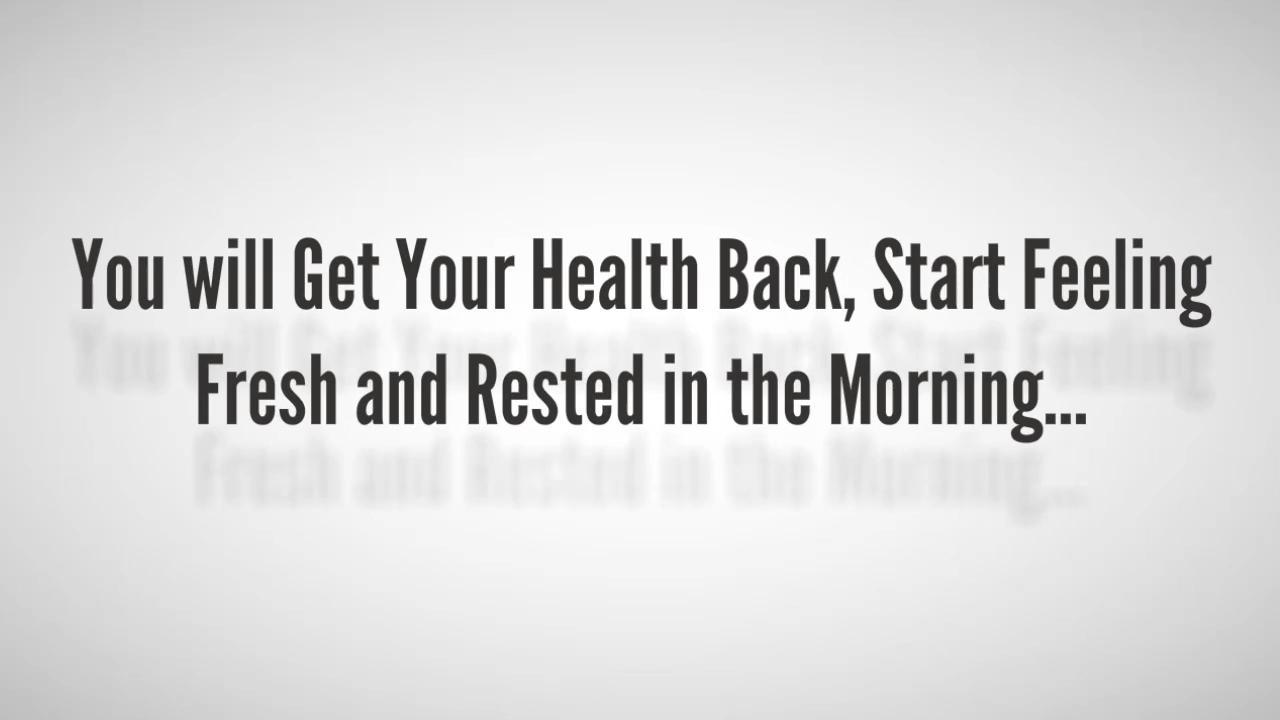 You will Get Your Health Back, Start Feeling
Fresh and Rested in the Morning...